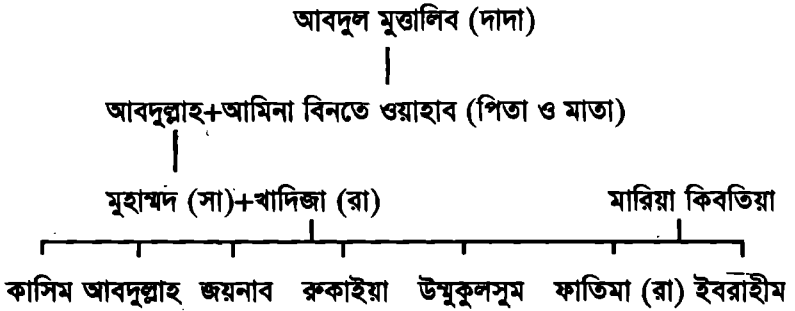 আবদুল মুত্তালিব (দাদা)
আবদুল্লাহ+আমিনা বিনতে ওয়াহাব (পিতা ও মাতা)
মুহাম্মদ (সা)+খাদিজা (রা) মারিয়া কিবতিয়া
কাসিম আবদুল্লাহ জয়নাব রুকাইয়া উম্মুকুলসুম ফাতিমা (রা) ইবরাহীম